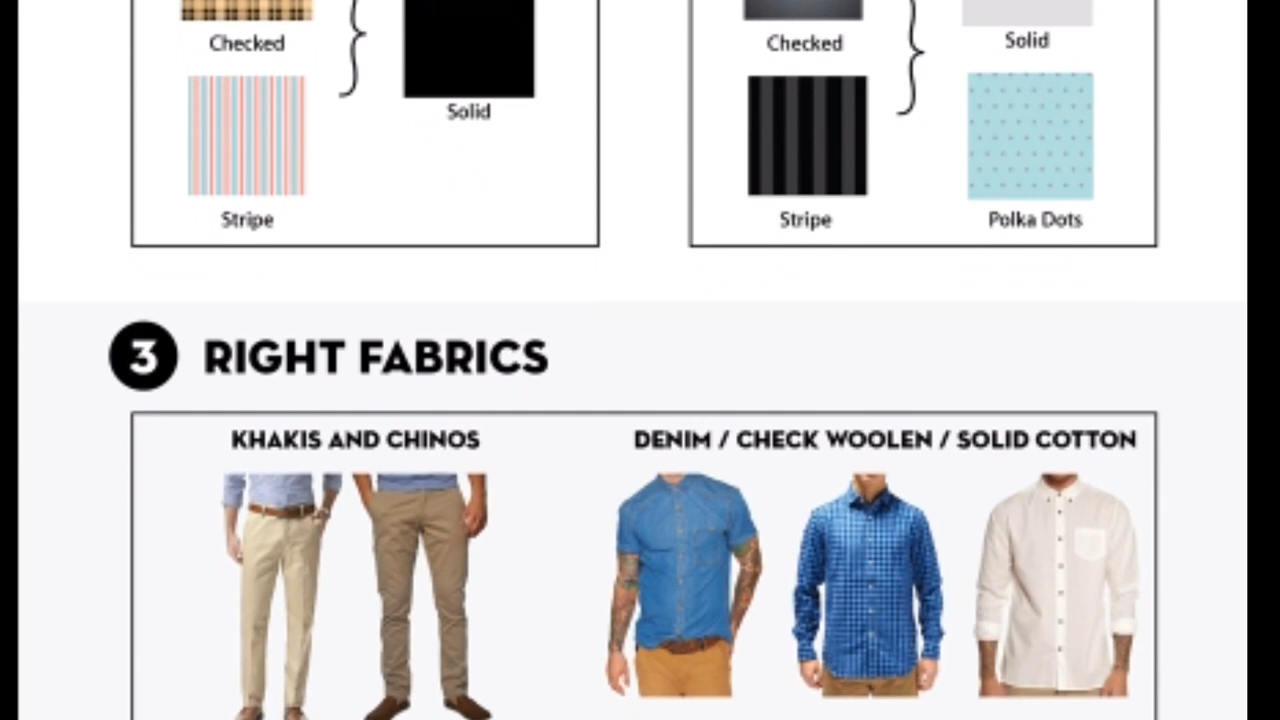 Checked
Solid
Stripe
Checked
Solid
Stripe
Polka Dots
3 RIGHT FABRICS
KHAKIS AND CHINOS
DENIM / CHECK WOOLEN / SOLID COTTON